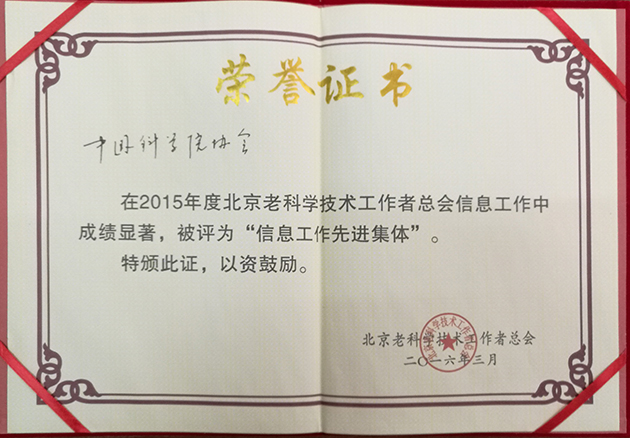 荣誉证书
中国科学院协会
在2015年度北京老科学技术工作者总会信息工作中
成绩显著，被评为“信息工作先进集体”。
特颁此证，以资鼓励。
北京老科学技术工作者总会
二〇一六年三月